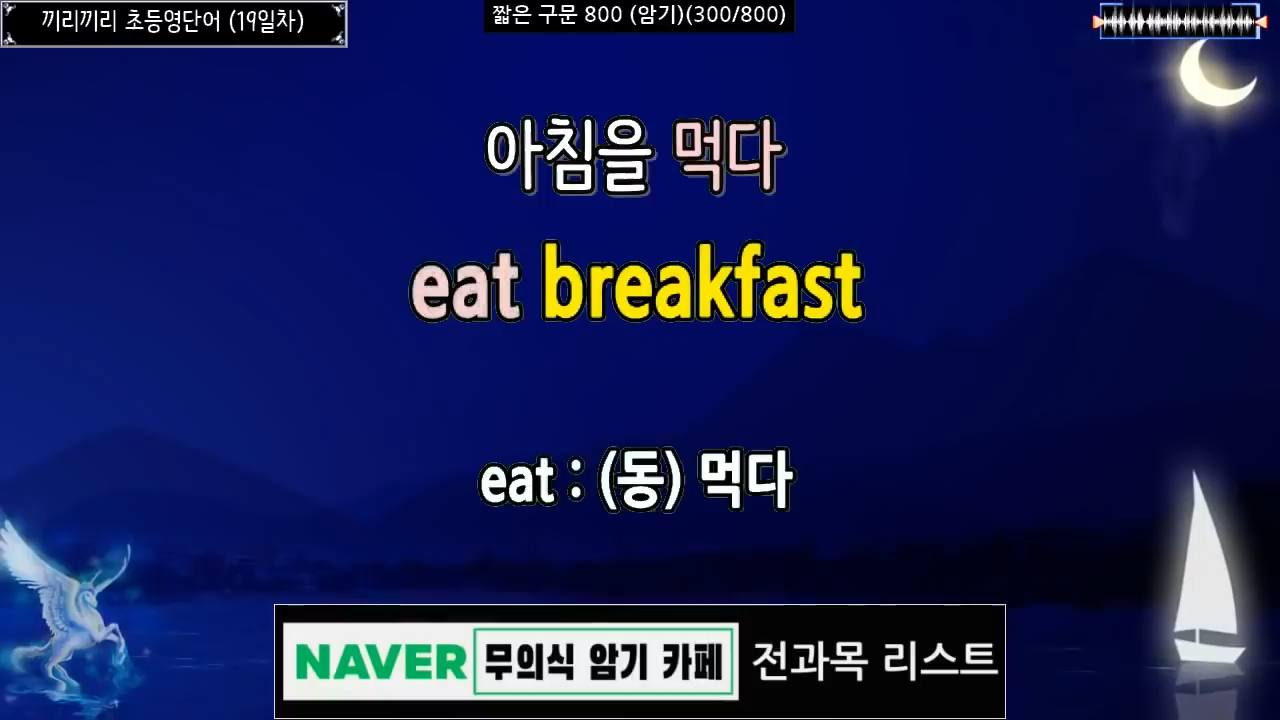 끼리끼리 초등영단어 (19일차)
짧은 구문 800 (암기)(300/800)
아침을 먹다
eat breakfast
eat : (동) 먹다
NAVER 무의식 암기 카페 전과목 리스트